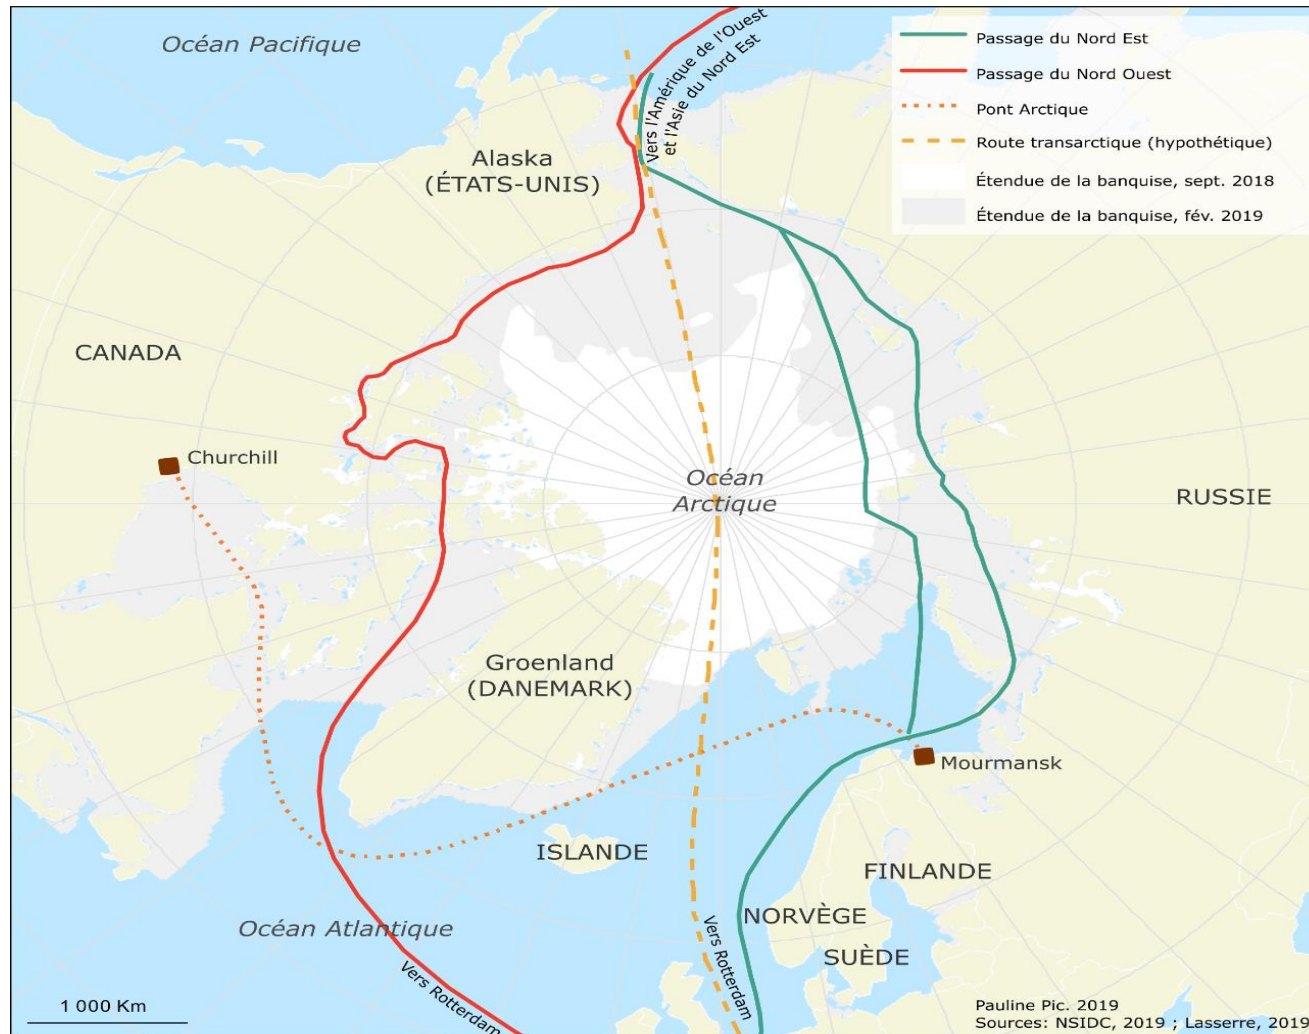 Océan Pacifique
Vers l'Amérique de l'Ouest
et l'Asie du Nord Est
Passage du Nord Est
Passage du Nord Ouest
Pont Arctique
Route transarctique (hypothétique)
Étendue de la banquise, sept. 2018
Étendue de la banquise, fév. 2019
Alaska
(ÉTATS-UNIS)
CANADA
Churchill
Océan
Arctique
RUSSIE
Groenland
(DANEMARK)
Mourmansk
ISLANDE
FINLANDE
NORVÈGE
SUÈDE
Océan Atlantique
Vers Rotterdam
Vers Rotterdam
1 000 Km
Pauline Pic. 2019
Sources: NSIDC, 2019 ; Lasserre, 2019